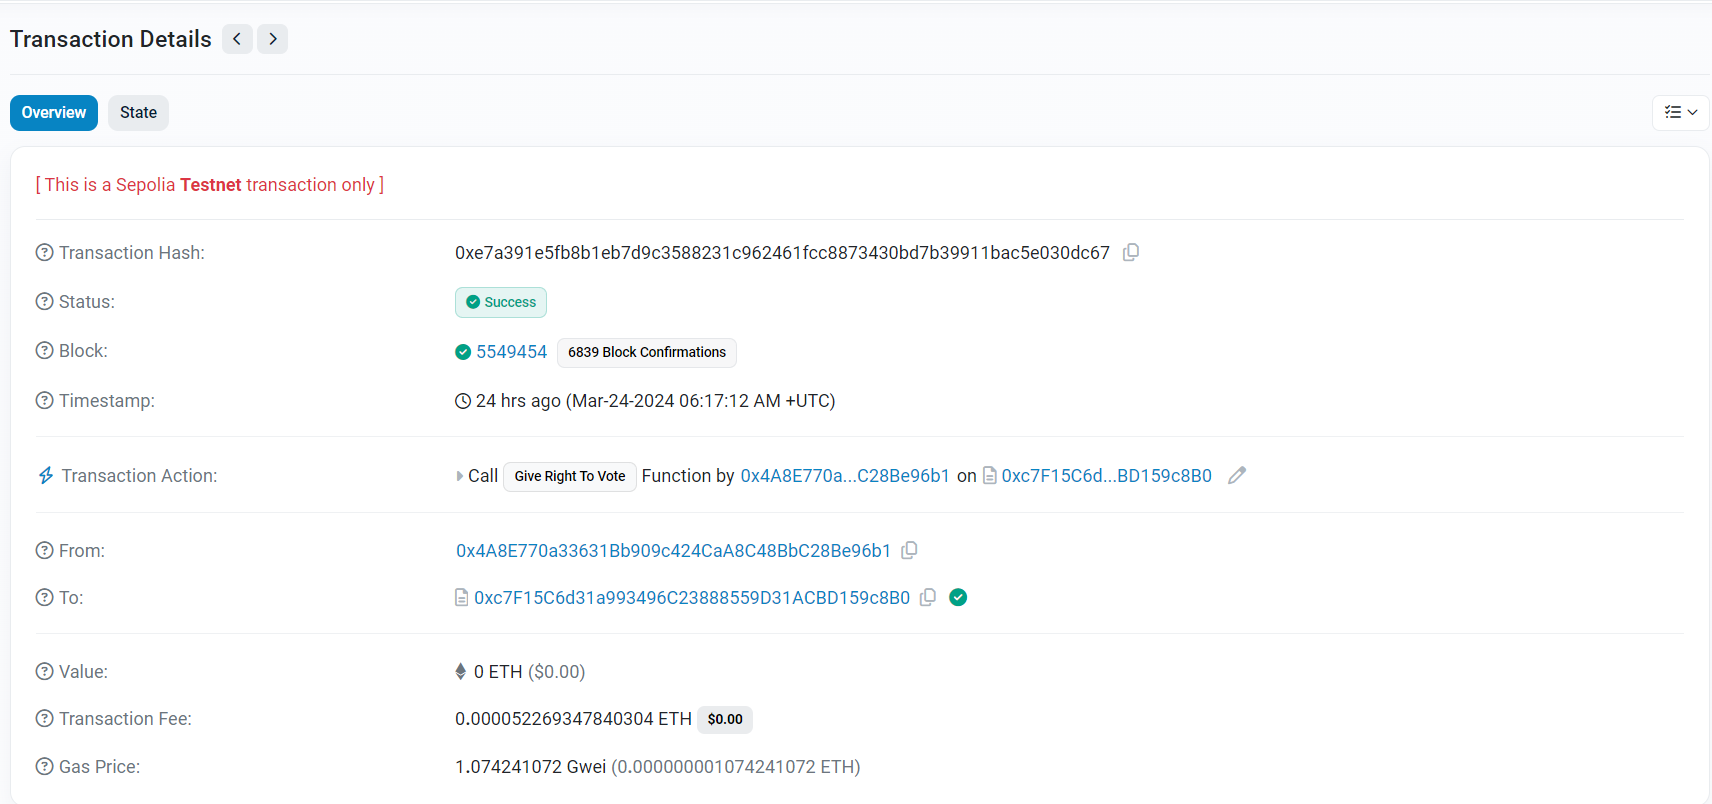 Transaction Details
Overview State
[ This is a Sepolia Testnet transaction only ]
Transaction Hash: 0xe7a391e5fb8b1eb7d9c3588231c962461fcc8873430bd7b39911bac5e030dc67
Status: Success
Block: 5549454 6839 Block Confirmations
Timestamp: 24 hrs ago (Mar-24-2024 06:17:12 AM +UTC)
Transaction Action: Call Give Right To Vote Function by 0x4A8E770a...C28Be96b1 on 0xc7F15C6d...BD159c8B0
From: 0x4A8E770a33631Bb909c424CaA8C48BbC28Be96b1
To: 0xc7F15C6d31a993496C23888559D31ACBD159c8B0
Value: 0 ETH ($0.00)
Transaction Fee: 0.000052269347840304 ETH $0.00
Gas Price: 1.074241072 Gwei (0.000000001074241072 ETH)